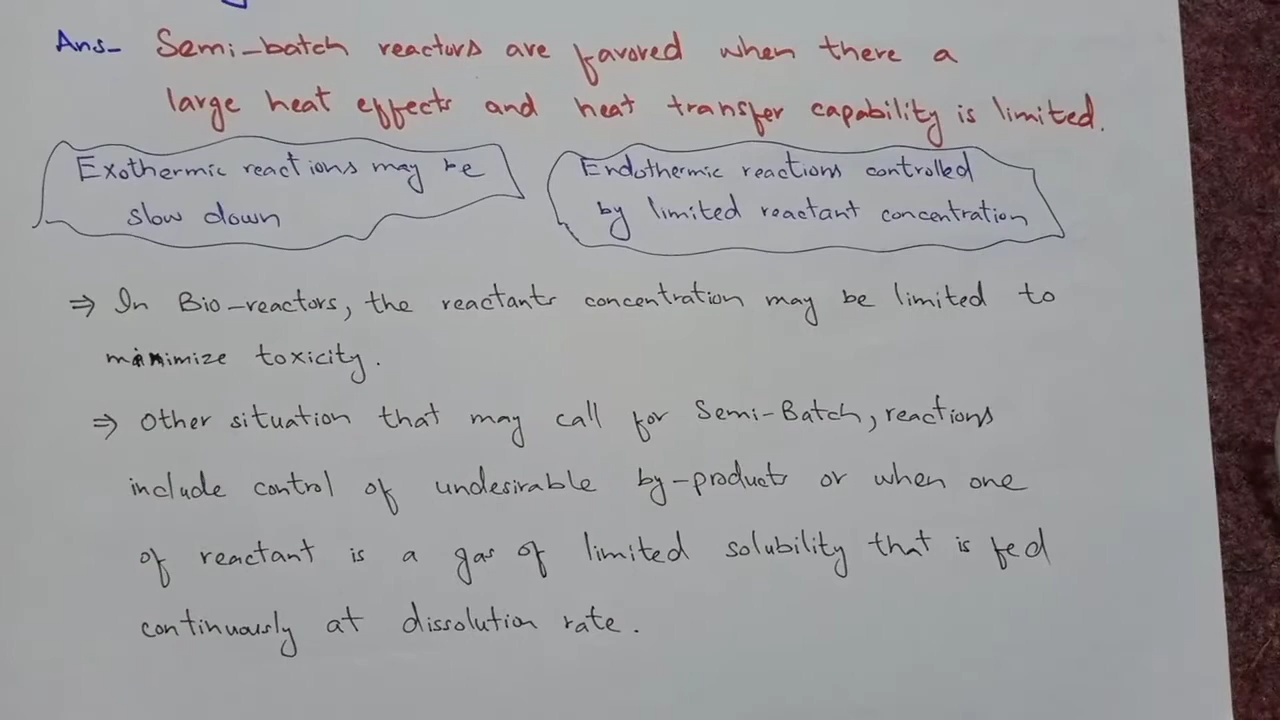 Ans- Semi-batch reactors are favored when there a
large heat effects and heat transfer capability is limited.
Exothermic reactions may be
slow down
Endothermic reactions controlled
by limited reactant concentration
⇒ In Bio-reactors, the reactants concentration may be limited to
minimize toxicity.
⇒ Other situation that may call for Semi-Batch, reactions
include control of undesirable by-products or when one
of reactant is a gas of limited solubility that is fed
continuously at dissolution rate.